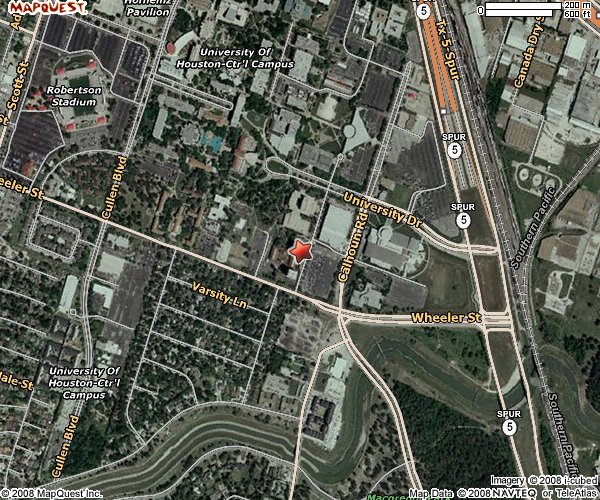 MAPQUEST
Hofheinz
Pavilion
5
Tx-5-Spur
0
200 m
600 ft
Canada Dry St
University Of
Houston-Ctr'l Campus
Scott St
Robertson
Stadium
St
SPUR
5
Cullen Blvd
Wheeler St
University Dr
SPUR
5
Southern Pacific
Calhoun Rd
Varsity Ln
Wheeler St
University Of
Houston-Ctr'l
Campus
Southern Pacific
SPUR
5
Cullen Blvd
Imagery © 2008 i-cubed
© 2008 MapQuest Inc.
Map Data © 2008 NAVTEQ or TeleAtlas